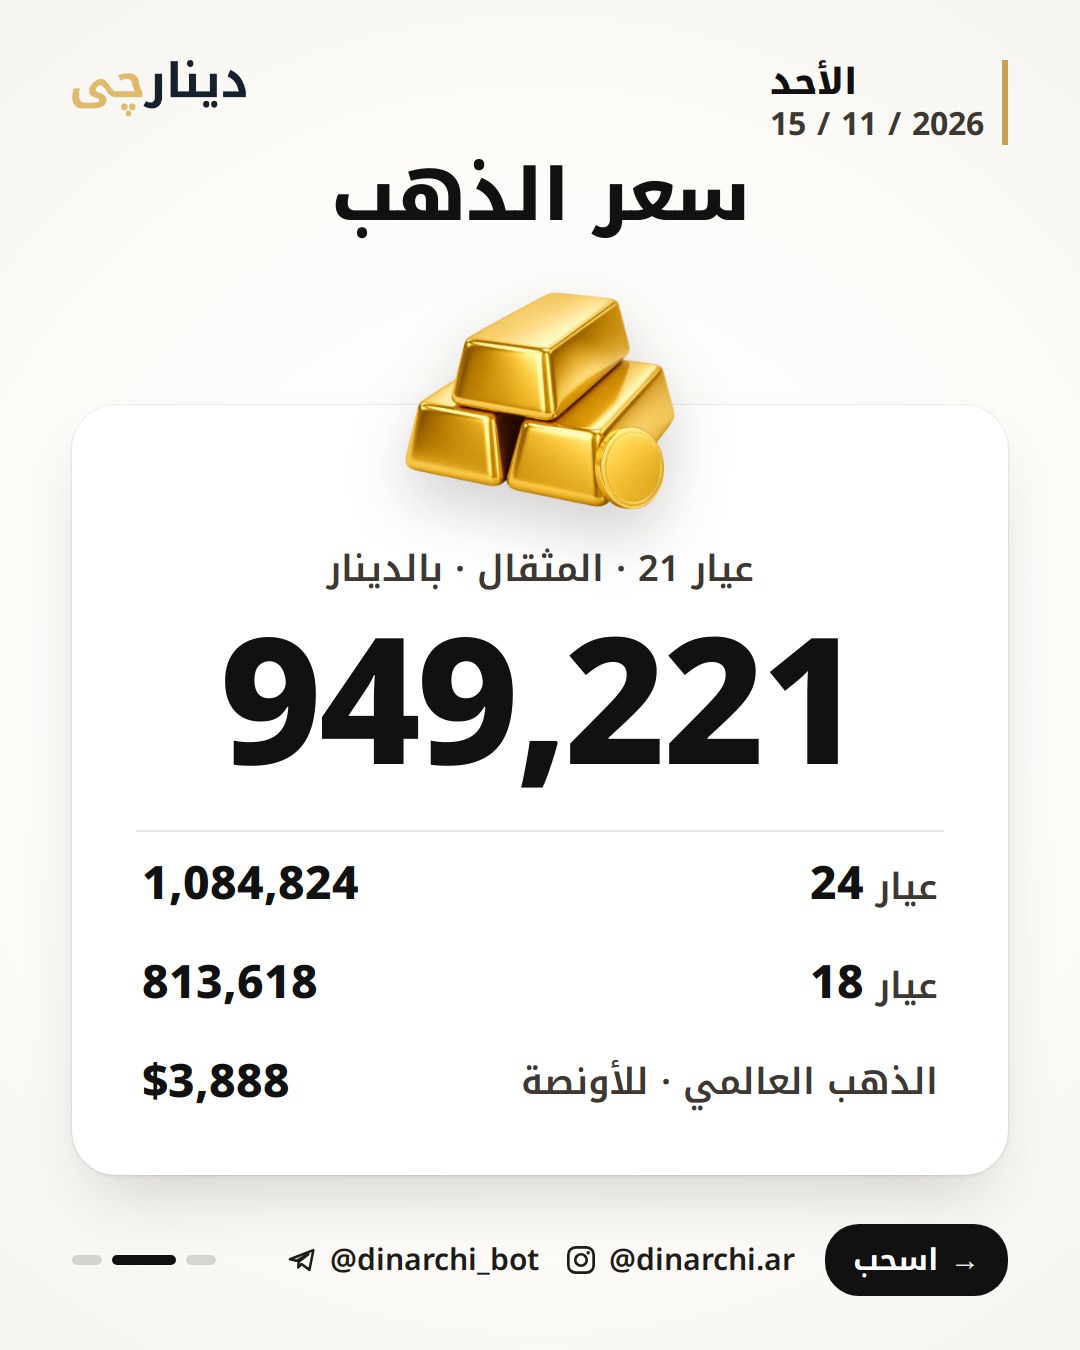 الأحد
15 / 11 / 2026
دینارچی
سعر الذهب
عيار 21 · المثقال · بالدينار
949,221
عيار 24 1,084,824
عيار 18 813,618
الذهب العالمي · للأونصة $3,888
→ اسحب
@dinarchi.ar @dinarchi_bot